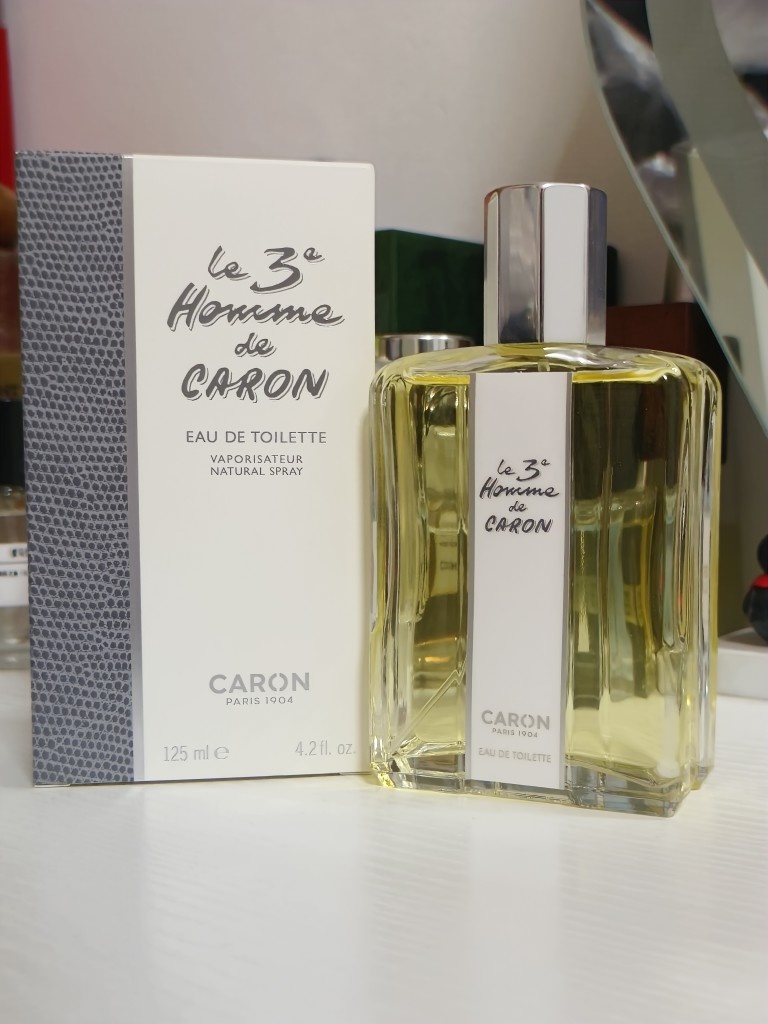 Le 3e
Homme
de
CARON
EAU DE TOILETTE
VAPORISATEUR
NATURAL SPRAY
CARON
PARIS 1904
125 ml ℮
4.2 fl. oz.
Le 3e
Homme
de
CARON
CARON
PARIS 1904
EAU DE TOILETTE